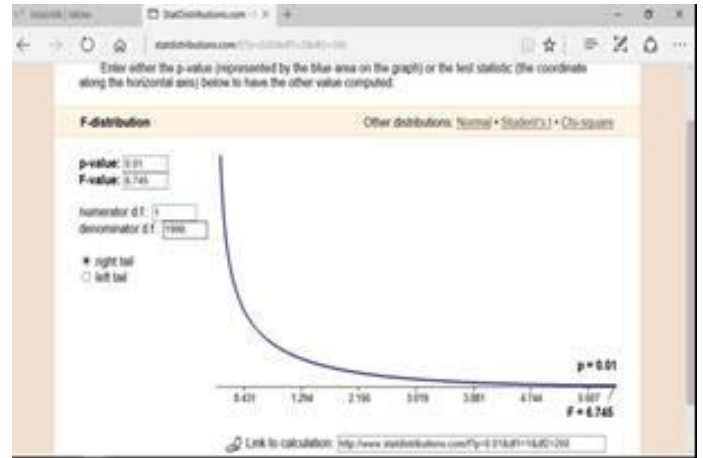 StatDistributions.com
Enter either the p-value (represented by the blue area on the graph) or the test statistic (the coordinate
along the horizontal axis) below to have the other value computed.
F-distribution Other distributions: Normal • Student's t • Chi-square
p-value: 0.01
F-value: 6.745
numerator d.f.: 1
denominator d.f.:
right tail
left tail
p = 0.01
0.431 1.294 3.019 3.881 4.744 5.607
F = 6.745
Link to calculation: